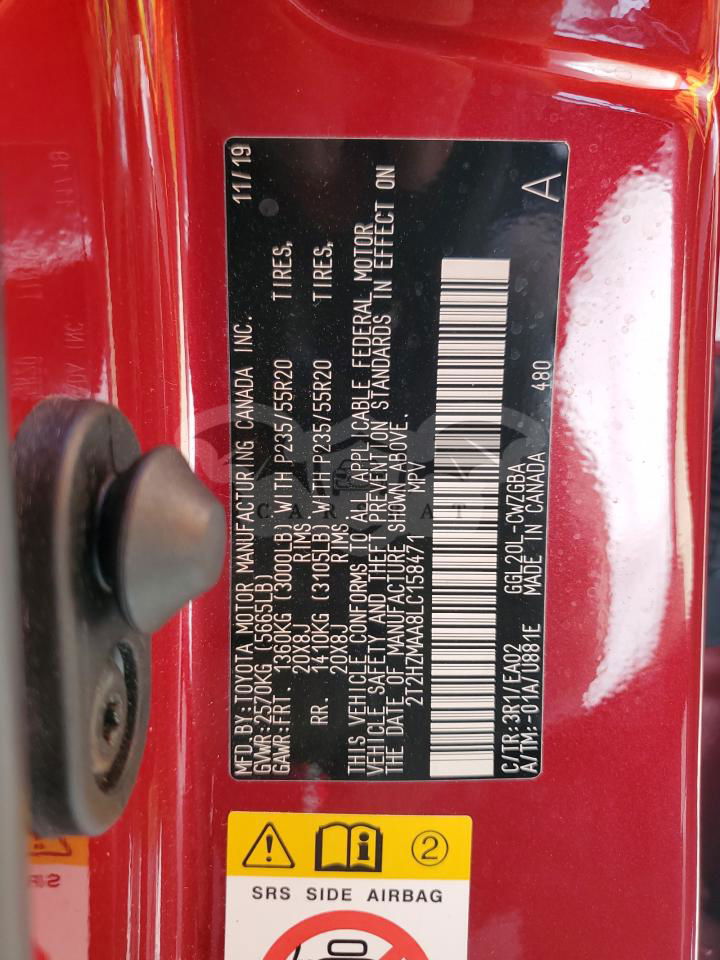 MFD.BY:TOYOTA MOTOR MANUFACTURING CANADA INC. 11/19
GVWR:2570KG (5665LB)
GAWR:FRT. 1360KG (3000LB) WITH P235/55R20 TIRES,
20X8J RIMS
RR. 1410KG (3105LB) WITH P235/55R20 TIRES,
20X8J RIMS
THIS VEHICLE CONFORMS TO ALL APPLICABLE FEDERAL MOTOR
VEHICLE SAFETY AND THEFT PREVENTION STANDARDS IN EFFECT ON
THE DATE OF MANUFACTURE SHOWN ABOVE.
2T2HZMAA8LC158471 MPV
A
C/TR:3R1/EA02 GGL20L-CWZGBA
A/TM:-01A/U881E MADE IN CANADA 480
2
SRS SIDE AIRBAG